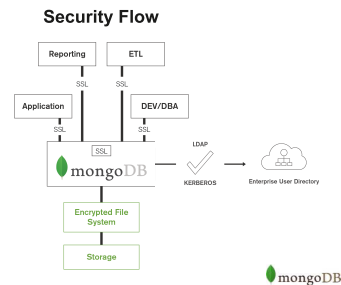 Security Flow
Reporting
ETL
SSL
SSL
Application
DEV/DBA
SSL
SSL
SSL
mongoDB
LDAP
KERBEROS
Enterprise User Directory
Encrypted File
System
Storage
mongoDB